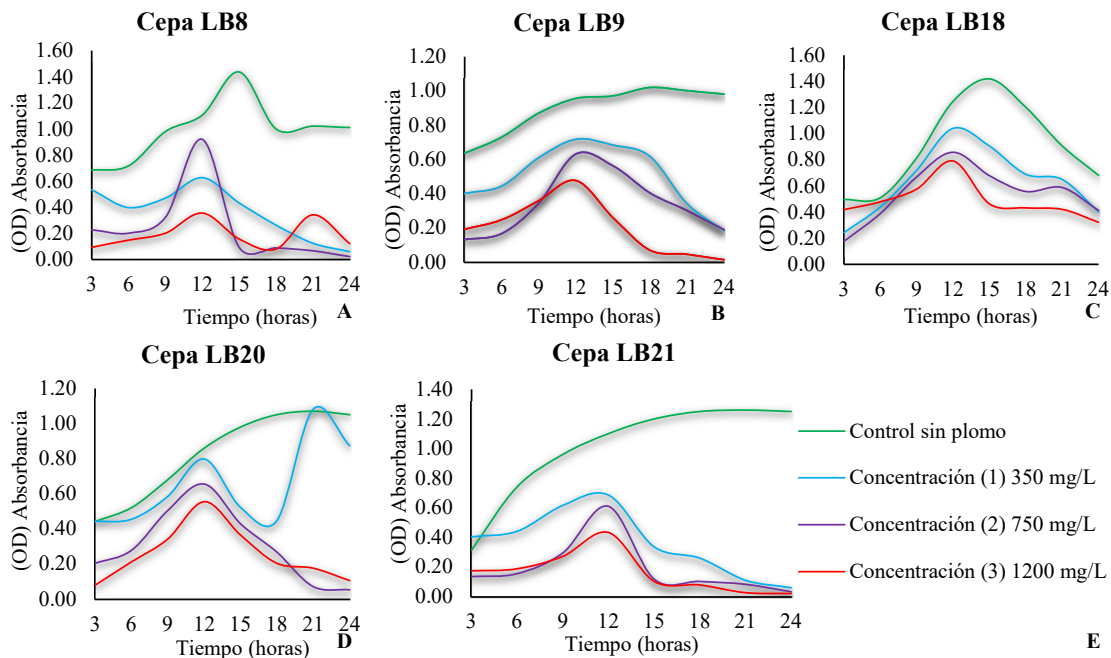 Cepa LB8
(OD) Absorbancia
1.60
1.40
1.20
1.00
0.80
0.60
0.40
0.20
0.00
3 6 9 12 15 18 21 24
Tiempo (horas)
A
Cepa LB9
(OD) Absorbancia
1.20
1.00
0.80
0.60
0.40
0.20
0.00
3 6 9 12 15 18 21 24
Tiempo (horas)
B
Cepa LB18
(OD) Absorbancia
1.60
1.40
1.20
1.00
0.80
0.60
0.40
0.20
0.00
3 6 9 12 15 18 21 24
Tiempo (horas)
C
Cepa LB20
(OD) Absorbancia
1.20
1.00
0.80
0.60
0.40
0.20
0.00
3 6 9 12 15 18 21 24
Tiempo (horas)
D
Cepa LB21
(OD) Absorbancia
1.40
1.20
1.00
0.80
0.60
0.40
0.20
0.00
3 6 9 12 15 18 21 24
Tiempo (horas)
E
Control sin plomo
Concentración (1) 350 mg/L
Concentración (2) 750 mg/L
Concentración (3) 1200 mg/L